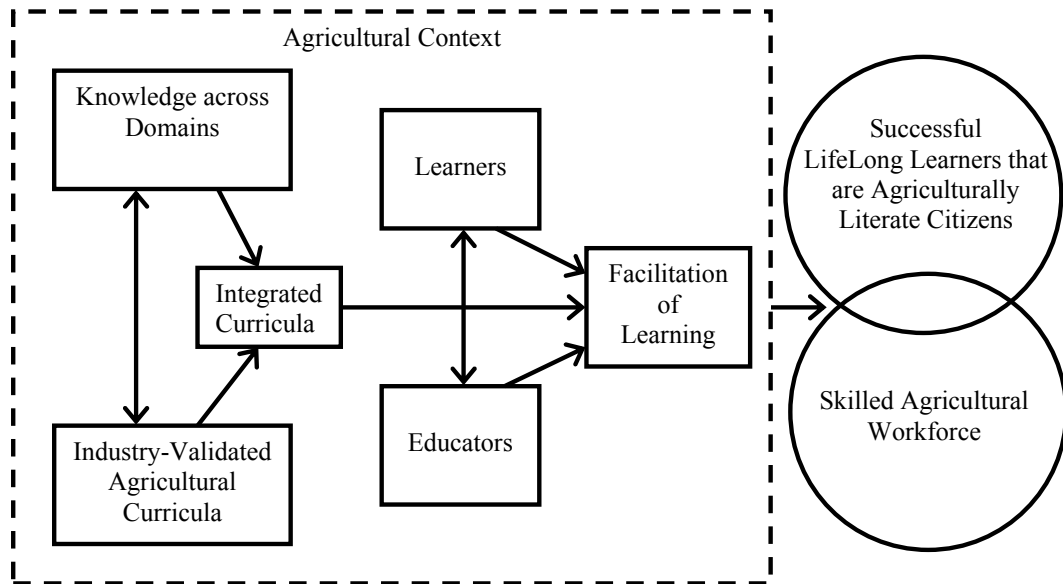 Agricultural Context
Knowledge across
Domains
Learners
Integrated
Curricula
Facilitation
of
Learning
Industry-Validated
Agricultural
Curricula
Educators
Successful
LifeLong Learners that
are Agriculturally
Literate Citizens
Skilled Agricultural
Workforce